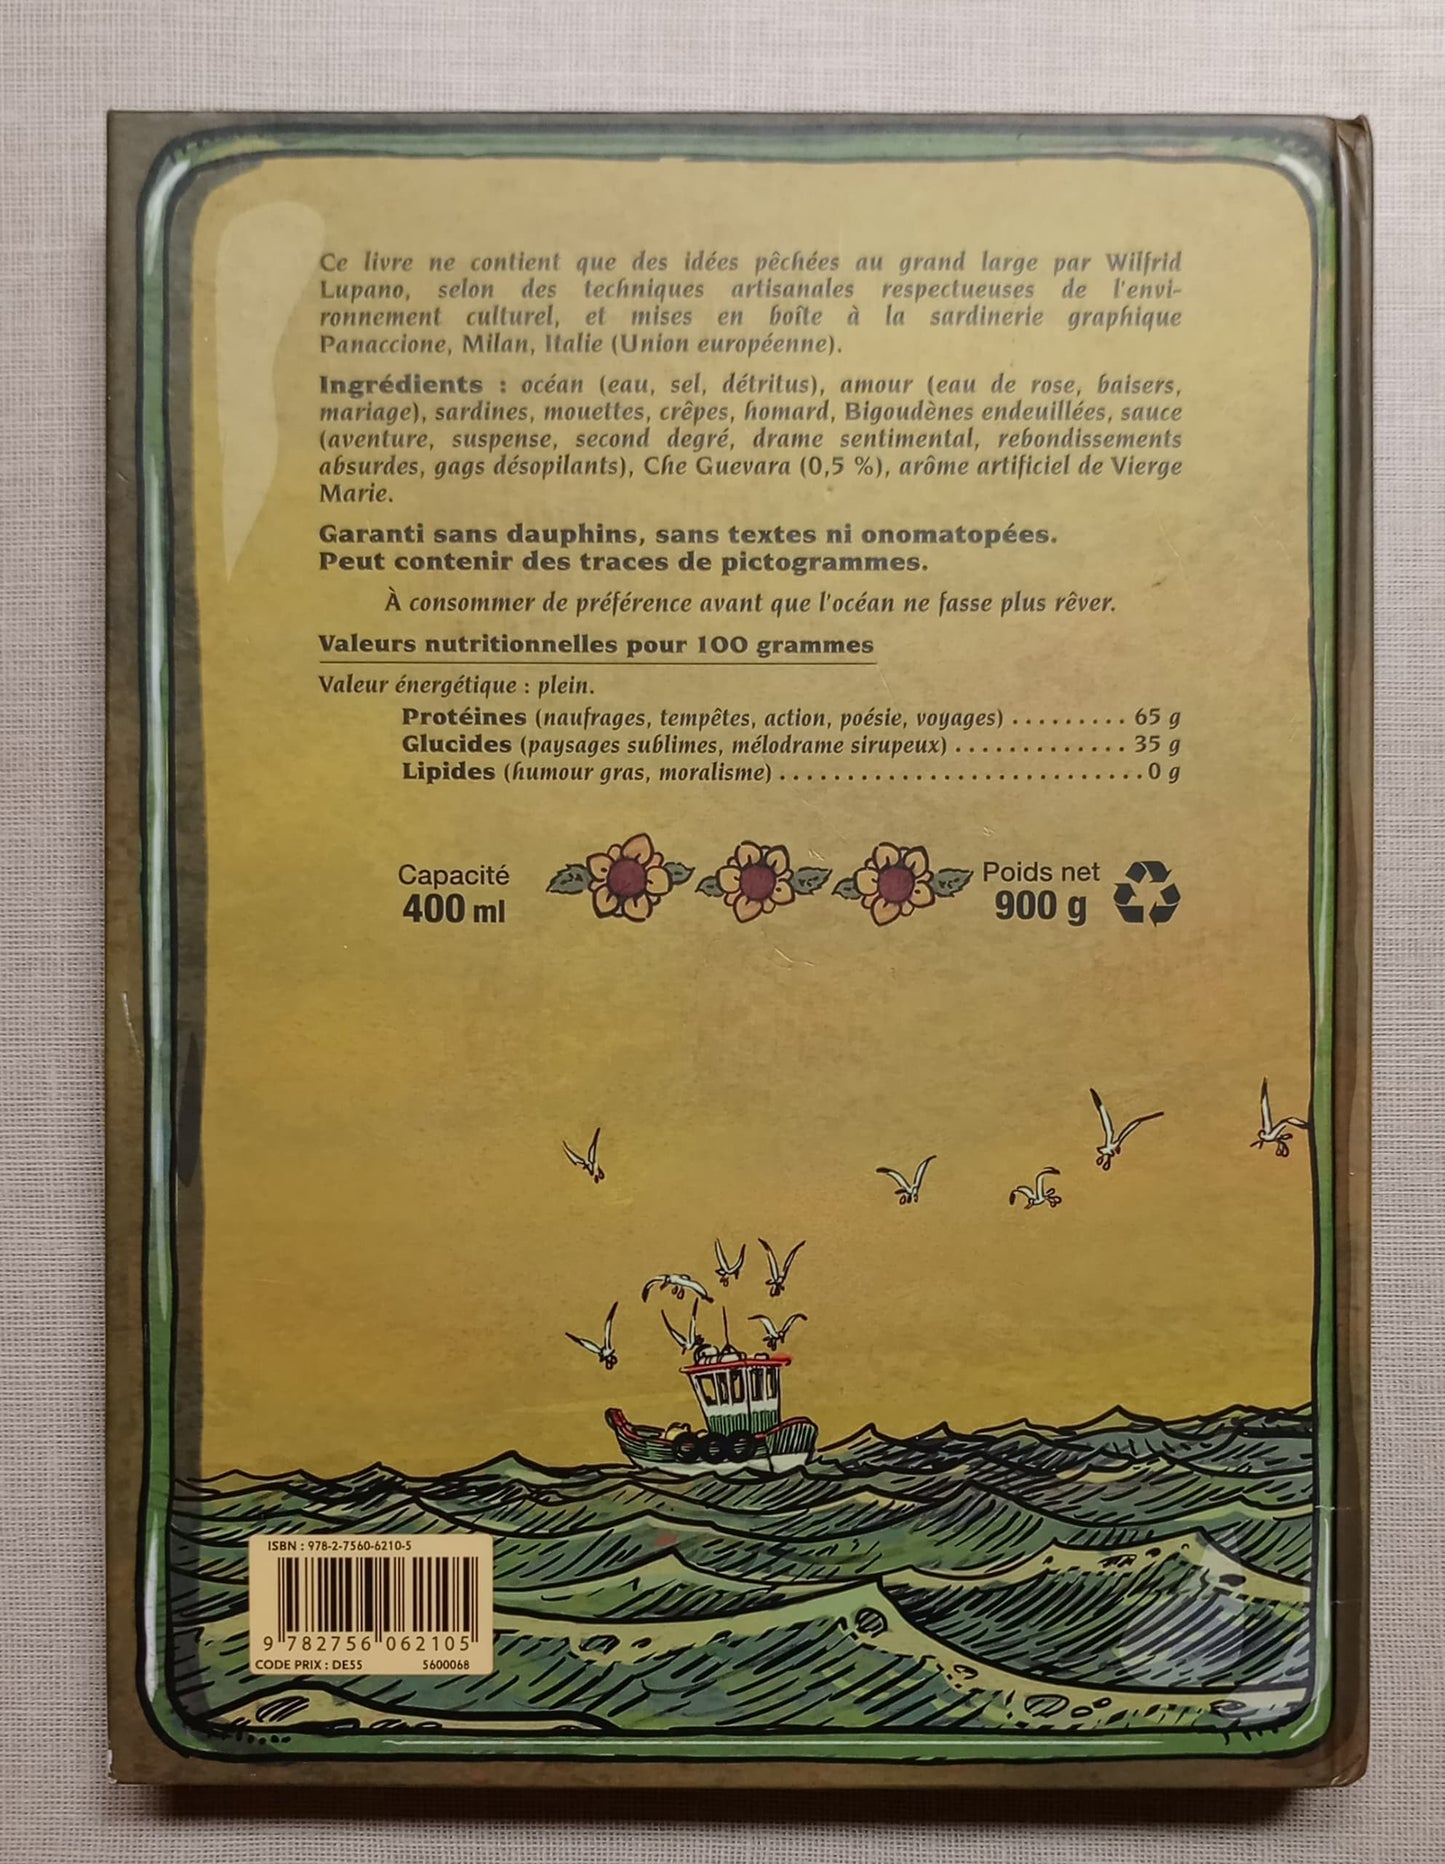 Ce livre ne contient que des idées pêchées au grand large par Wilfrid
Lupano, selon des techniques artisanales respectueuses de l'envi-
ronnement culturel, et mises en boîte à la sardinerie graphique
Panaccione, Milan, Italie (Union européenne).
Ingrédients : océan (eau, sel, détritus), amour (eau de rose, baisers,
mariage), sardines, mouettes, crêpes, homard, Bigoudènes endeuillées, sauce
(aventure, suspense, second degré, drame sentimental, rebondissements
absurdes, gags désopilants), Che Guevara (0,5 %), arôme artificiel de Vierge
Marie.
Garanti sans dauphins, sans textes ni onomatopées.
Peut contenir des traces de pictogrammes.
À consommer de préférence avant que l'océan ne fasse plus rêver.
Valeurs nutritionnelles pour 100 grammes
Valeur énergétique : plein.
Protéines (naufrages, tempêtes, action, poésie, voyages) ......... 65 g
Glucides (paysages sublimes, mélodrame sirupeux) ............. 35 g
Lipides (humour gras, moralisme) ............................ 0 g
Capacité
400 ml
Poids net
900 g
ISBN : 978-2-7560-6210-5
9 782756 062105
CODE PRIX : DE55 5600068